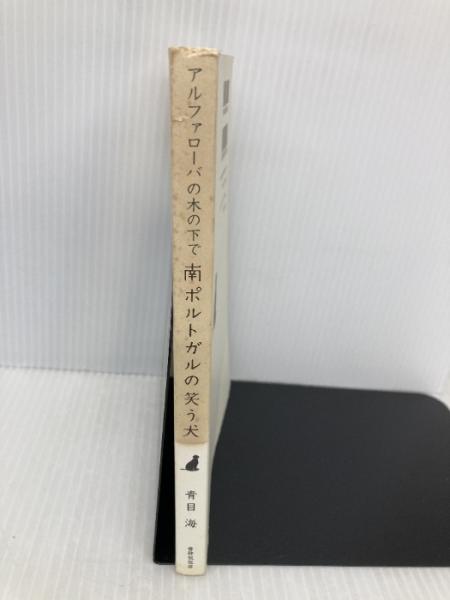 アルファローバの木の下で
南ポルトガルの笑う犬
青目 海